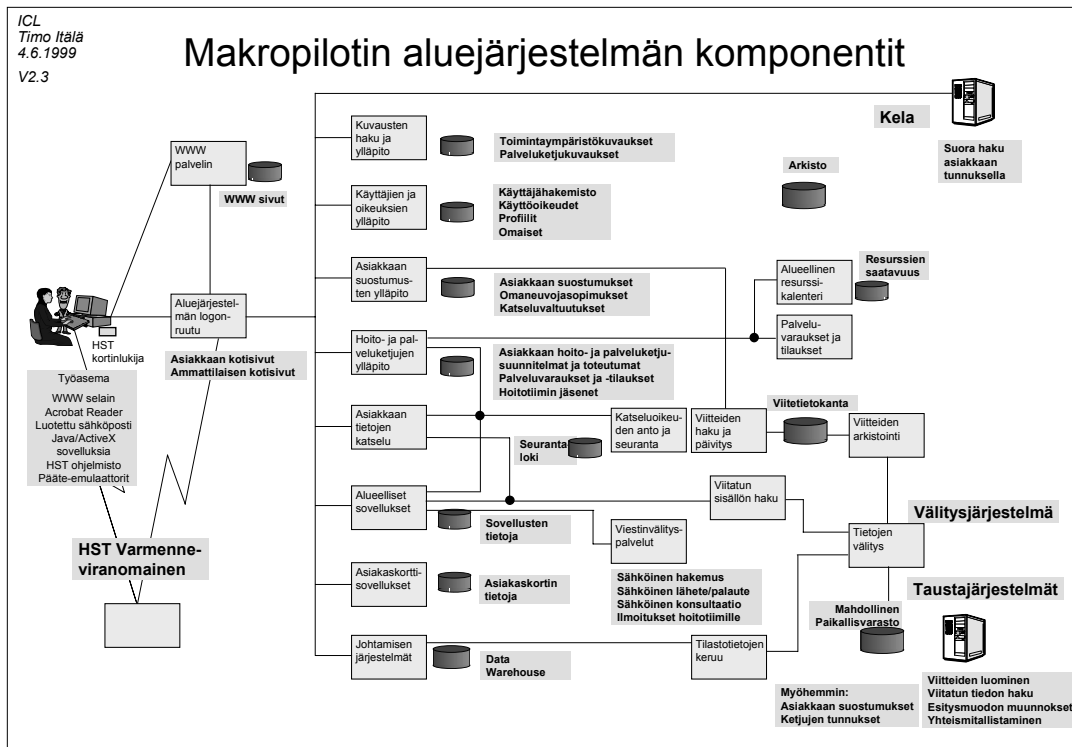 ICL
Timo Itälä
4.6.1999
V2.3
Makropilotin aluejärjestelmän komponentit
Kela
Suora haku
asiakkaan
tunnuksella
Arkisto
WWW
palvelin
WWW sivut
Kuvausten
haku ja
ylläpito
Toimintaympäristökuvaukset
Palveluketjukuvaukset
Käyttäjien ja
oikeuksien
ylläpito
Käyttäjähakemisto
Käyttöoikeudet
Profiilit
Omaiset
Asiakkaan
suostumus-
ten ylläpito
Asiakkaan suostumukset
Omaneuvojasopimukset
Katseluvaltuutukset
Alueellinen
resurssi-
kalenteri
Resurssien
saatavuus
HST
kortinlukija
Aluejärjestel-
män logon-
ruutu
Asiakkaan kotisivut
Ammattilaisen kotisivut
Hoito- ja pal-
veluketjujen
ylläpito
Asiakkaan hoito- ja palveluketju-
suunnitelmat ja toteutumat
Palveluvaraukset ja -tilaukset
Hoitotiimin jäsenet
Palvelu-
varaukset ja
tilaukset
Työasema
WWW selain
Acrobat Reader
Luotettu sähköposti
Java/ActiveX
sovelluksia
HST ohjelmisto
Pääte-emulaattorit
Asiakkaan
tietojen
katselu
Seuranta-
loki
Katseluoikeu-
den anto ja
seuranta
Viitteiden
haku ja
päivitys
Viitetietokanta
Viitteiden
arkistointi
Alueelliset
sovellukset
Sovellusten
tietoja
Viestinvälitys-
palvelut
Viitatun
sisällön haku
Tietojen
välitys
Välitysjärjestelmä
HST Varmenne-
viranomainen
Asiakaskortti-
sovellukset
Asiakaskortin
tietoja
Sähköinen hakemus
Sähköinen lähete/palaute
Sähköinen konsultaatio
Ilmoitukset hoitotiimille
Taustajärjestelmät
Mahdollinen
Paikallisvarasto
Johtamisen
järjestelmät
Data
Warehouse
Tilastotietojen
keruu
Myöhemmin:
Asiakkaan suostumukset
Ketjujen tunnukset
Viitteiden luominen
Viitatun tiedon haku
Esitysmuodon muunnokset
Yhteismitallistaminen